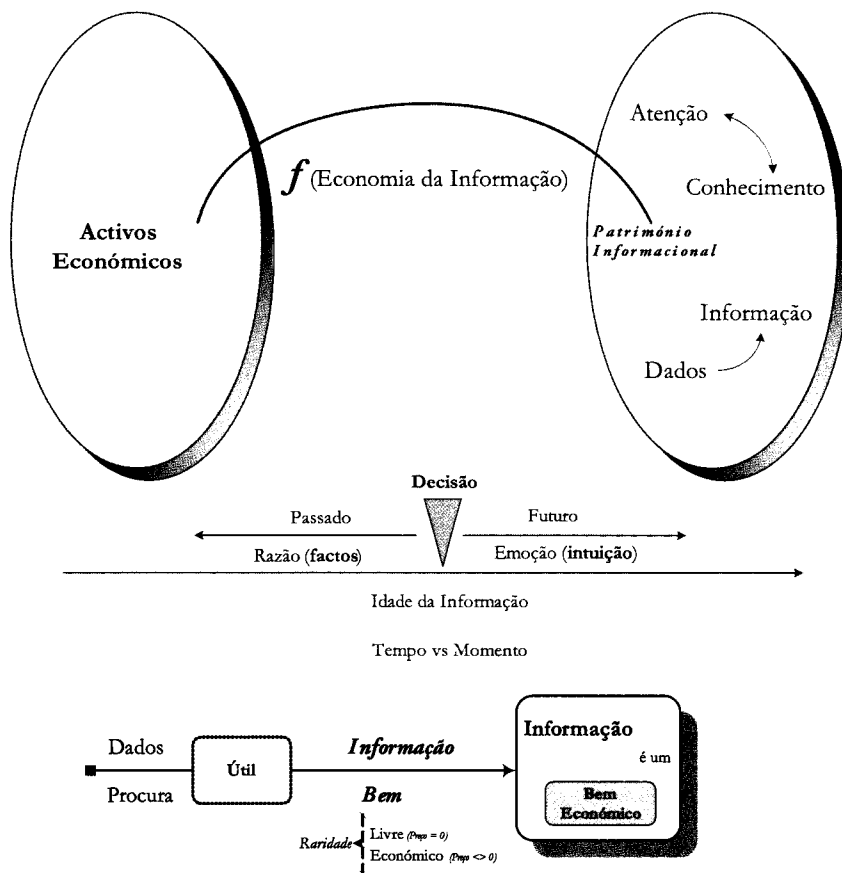 Atenção
Conhecimento
f (Economia da Informação)
Activos
Económicos
Património
Informacional
Informação
Dados
Decisão
Passado
Futuro
Razão (factos)
Emoção (intuição)
Idade da Informação
Tempo vs Momento
Dados
Procura
Útil
Informação
Bem
Raridade
Livre (Preço = 0)
Económico (Preço <> 0)
Informação
é um
Bem
Económico